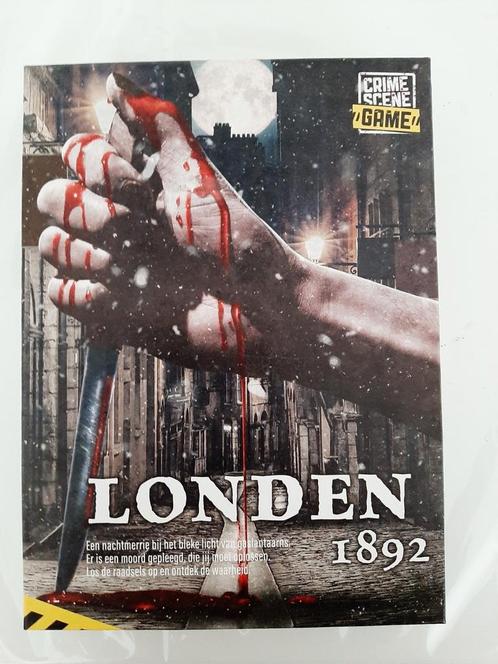 CRIME
SCENE
GAME
LONDEN
1892
Een nachtmerrie bij het bleke licht van gaslantaarns.
Er is een moord gepleegd, die jij moet oplossen.
Los de raadsels op en ontdek de waarheid.